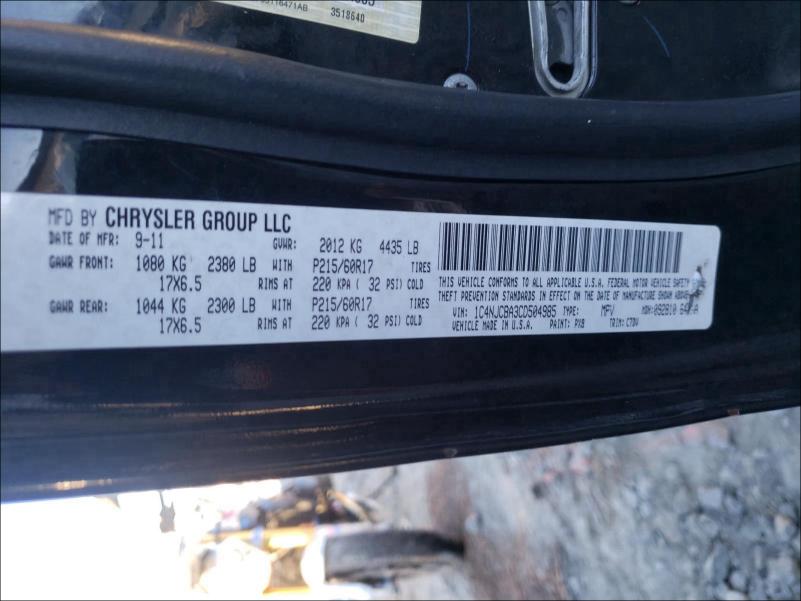 116471AB
3518640
MFD BY CHRYSLER GROUP LLC
DATE OF MFR: 9-11 GVWR: 2012 KG 4435 LB
GAWR FRONT: 1080 KG 2380 LB WITH P215/60R17 TIRES
17X6.5 RIMS AT 220 KPA ( 32 PSI) COLD
GAWR REAR: 1044 KG 2300 LB WITH P215/60R17 TIRES
17X6.5 RIMS AT 220 KPA ( 32 PSI) COLD
THIS VEHICLE CONFORMS TO ALL APPLICABLE U.S.A. FEDERAL MOTOR VEHICLE SAFETY
THEFT PREVENTION STANDARDS IN EFFECT ON THE DATE OF MANUFACTURE SHOWN ABOVE
VIN: 1C4NJCBA3CD504985 TYPE: MPV MDH:092810
VEHICLE MADE IN U.S.A. PAINT: PX8 TRIM: C7DV